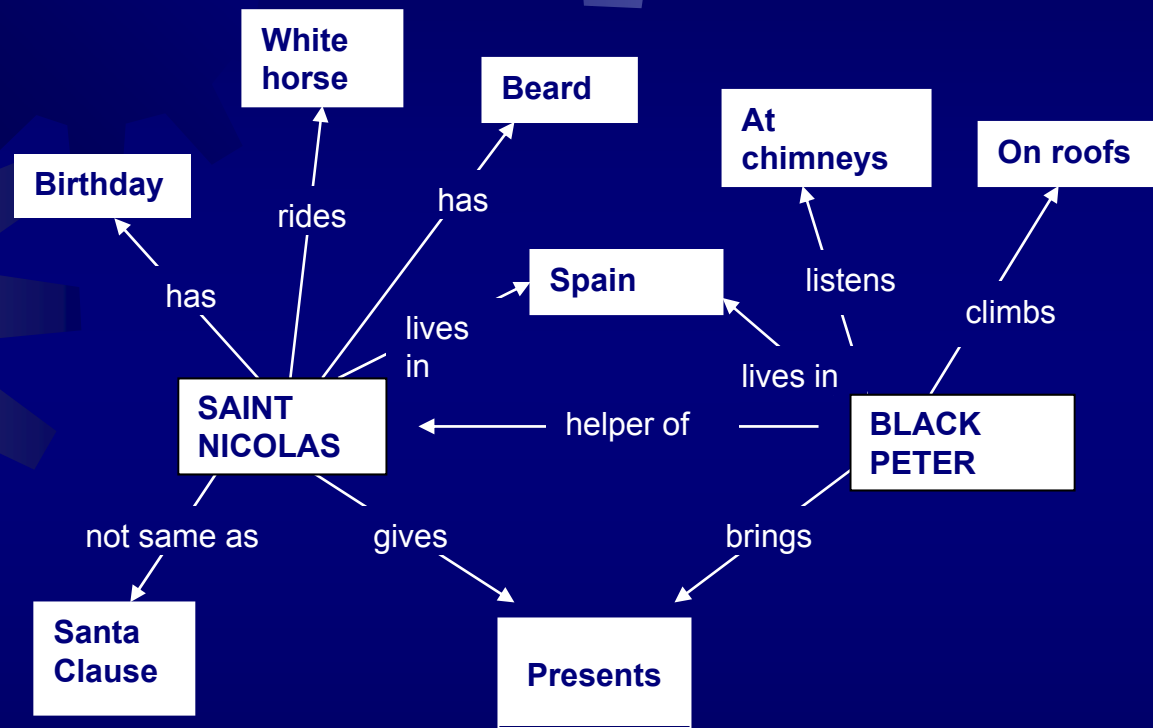 White
horse
Beard
At
chimneys
On roofs
Birthday
rides
has
Spain
listens
has
climbs
lives
in
lives in
SAINT
NICOLAS
helper of
BLACK
PETER
not same as
gives
brings
Santa
Clause
Presents